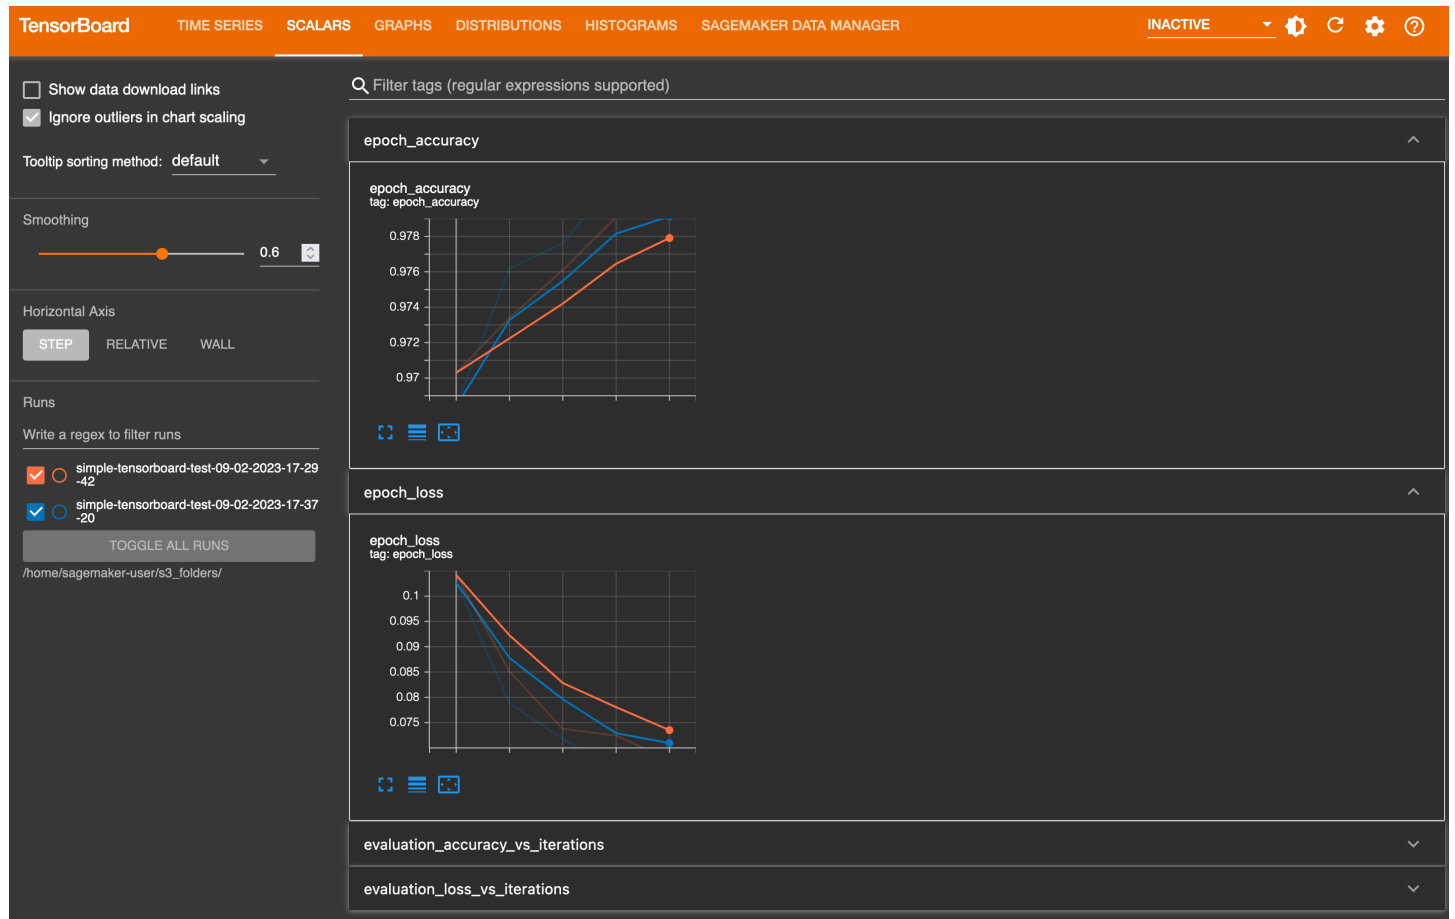 TensorBoard
TIME SERIES
SCALARS
GRAPHS
DISTRIBUTIONS
HISTOGRAMS
SAGEMAKER DATA MANAGER
INACTIVE
Show data download links
Ignore outliers in chart scaling
Tooltip sorting method: default
Smoothing
0.6
Horizontal Axis
STEP
RELATIVE
WALL
Runs
Write a regex to filter runs
simple-tensorboard-test-09-02-2023-17-29
-42
simple-tensorboard-test-09-02-2023-17-37
-20
TOGGLE ALL RUNS
/home/sagemaker-user/s3_folders/
Filter tags (regular expressions supported)
epoch_accuracy
epoch_accuracy
tag: epoch_accuracy
0.978
0.976
0.974
0.972
0.97
epoch_loss
epoch_loss
tag: epoch_loss
0.1
0.095
0.09
0.085
0.08
0.075
evaluation_accuracy_vs_iterations
evaluation_loss_vs_iterations